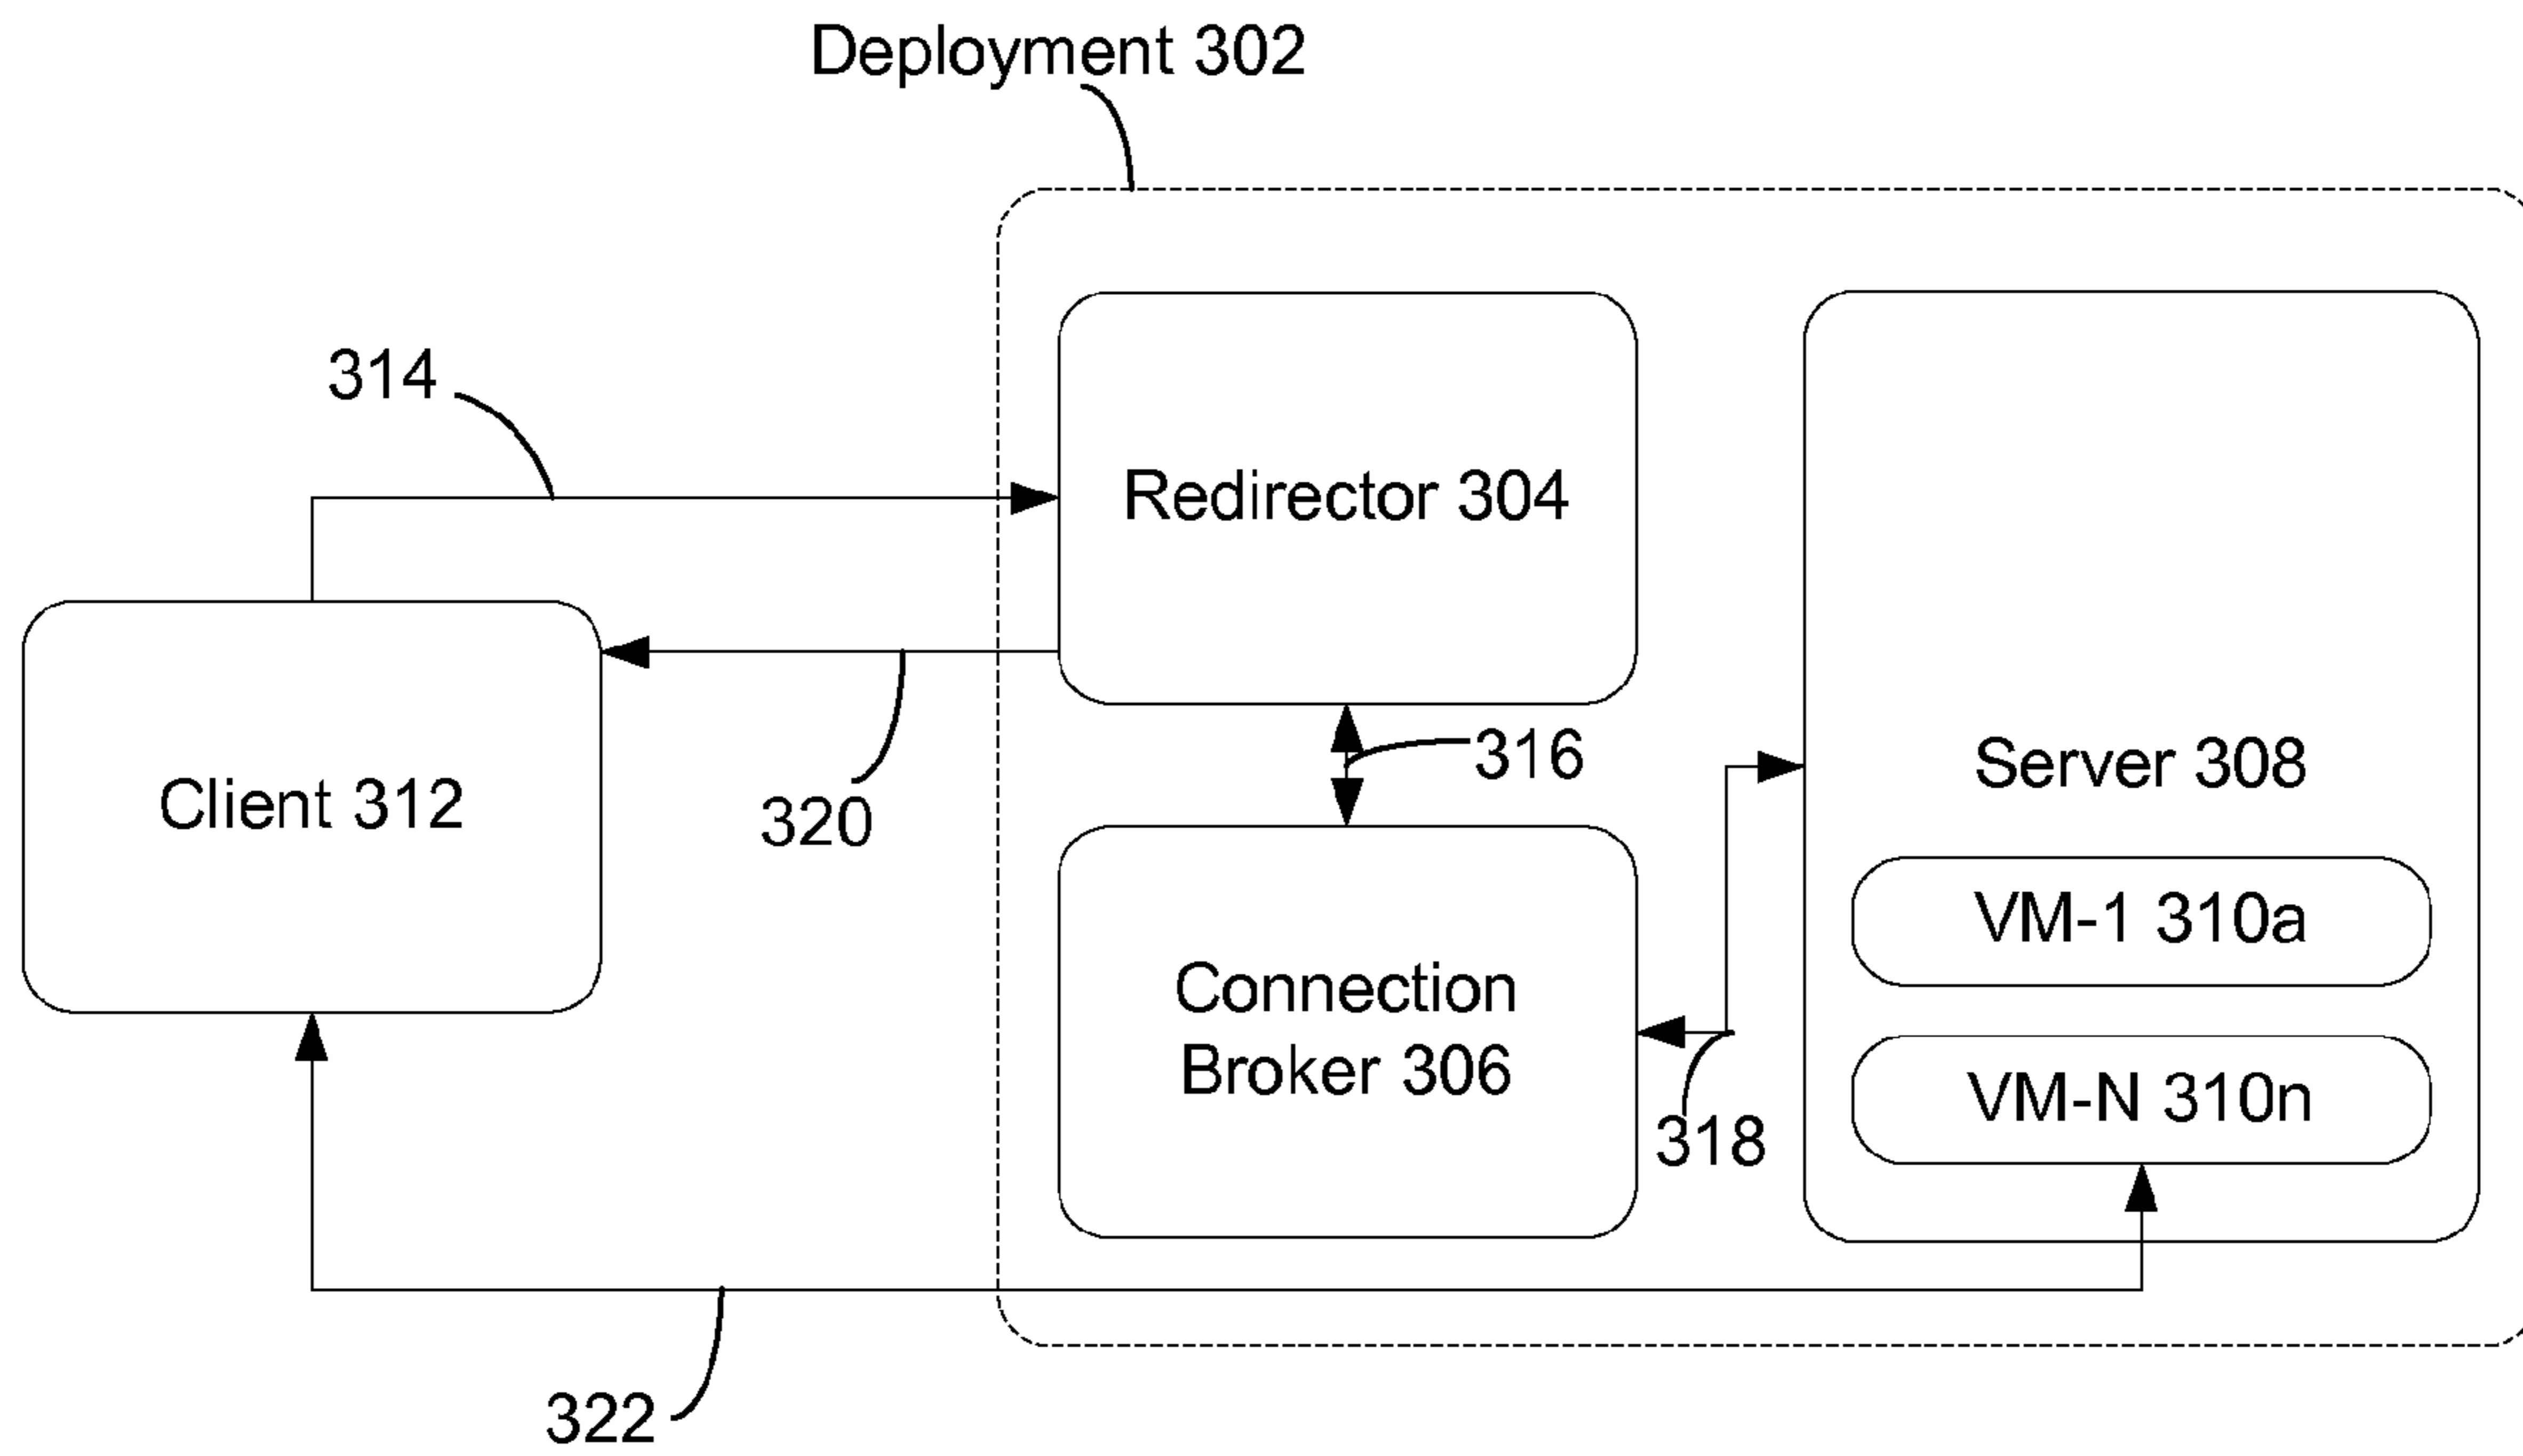 Deployment 302
314
Redirector 304
316
Server 308
Client 312
320
VM-1 310a
Connection
Broker 306
VM-N 310n
318
322